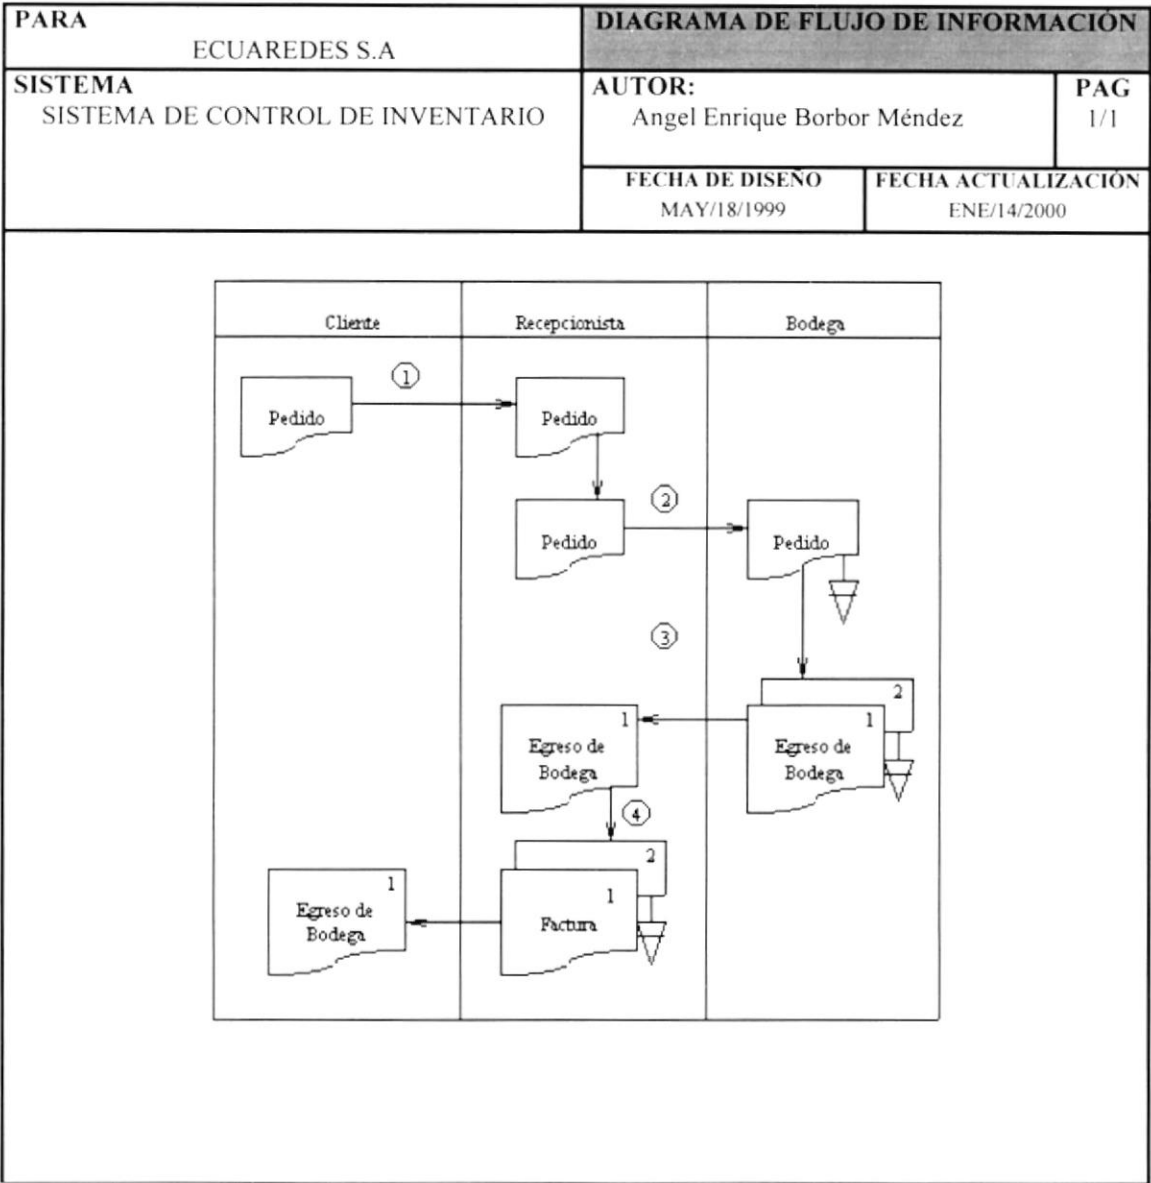 PARA
ECUAREDES S.A
DIAGRAMA DE FLUJO DE INFORMACIÓN
SISTEMA
SISTEMA DE CONTROL DE INVENTARIO
AUTOR:
Angel Enrique Borbor Méndez
PAG
1/1
FECHA DE DISEÑO
MAY/18/1999
FECHA ACTUALIZACIÓN
ENE/14/2000
Cliente
Recepcionista
Bodega
1
Pedido
Pedido
2
Pedido
Pedido
3
2
1
Egreso de
Bodega
1
Egreso de
Bodega
4
2
1
Egreso de
Bodega
1
Factura